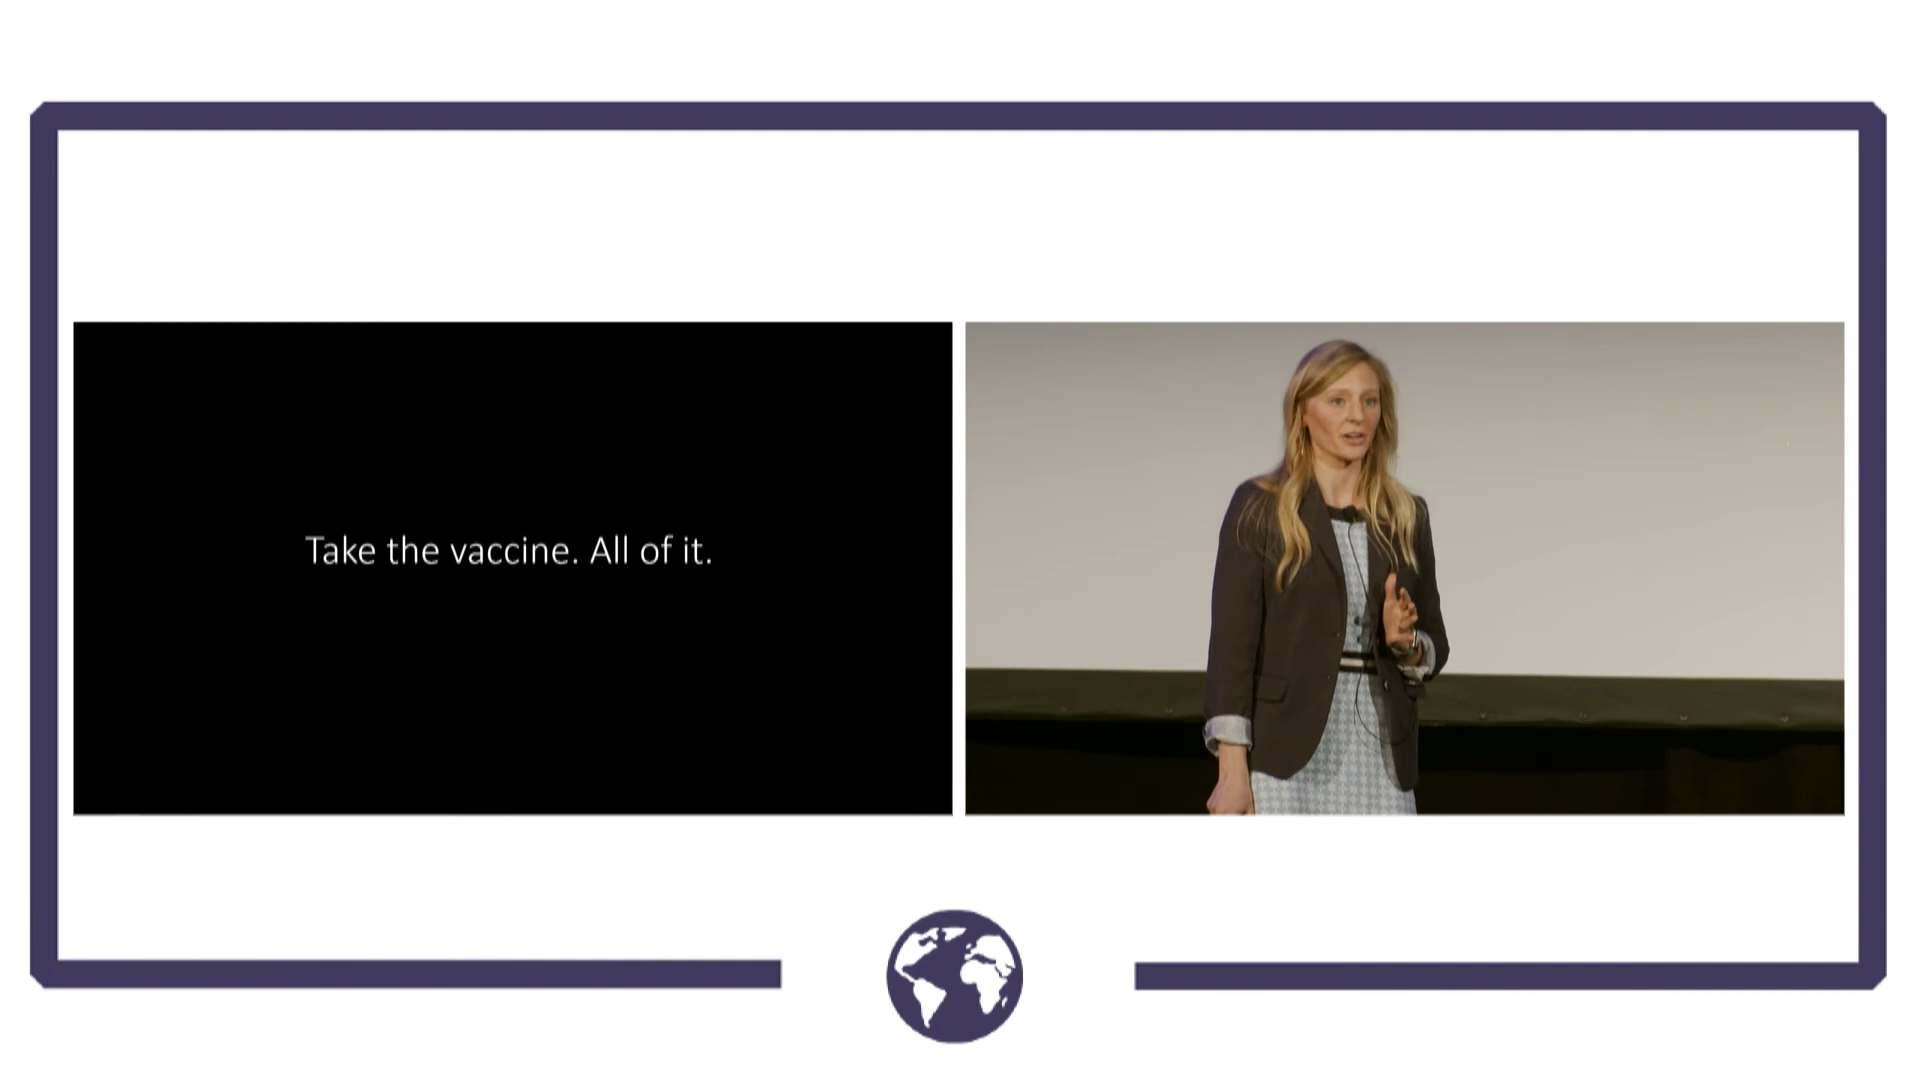 Take the vaccine. All of it.